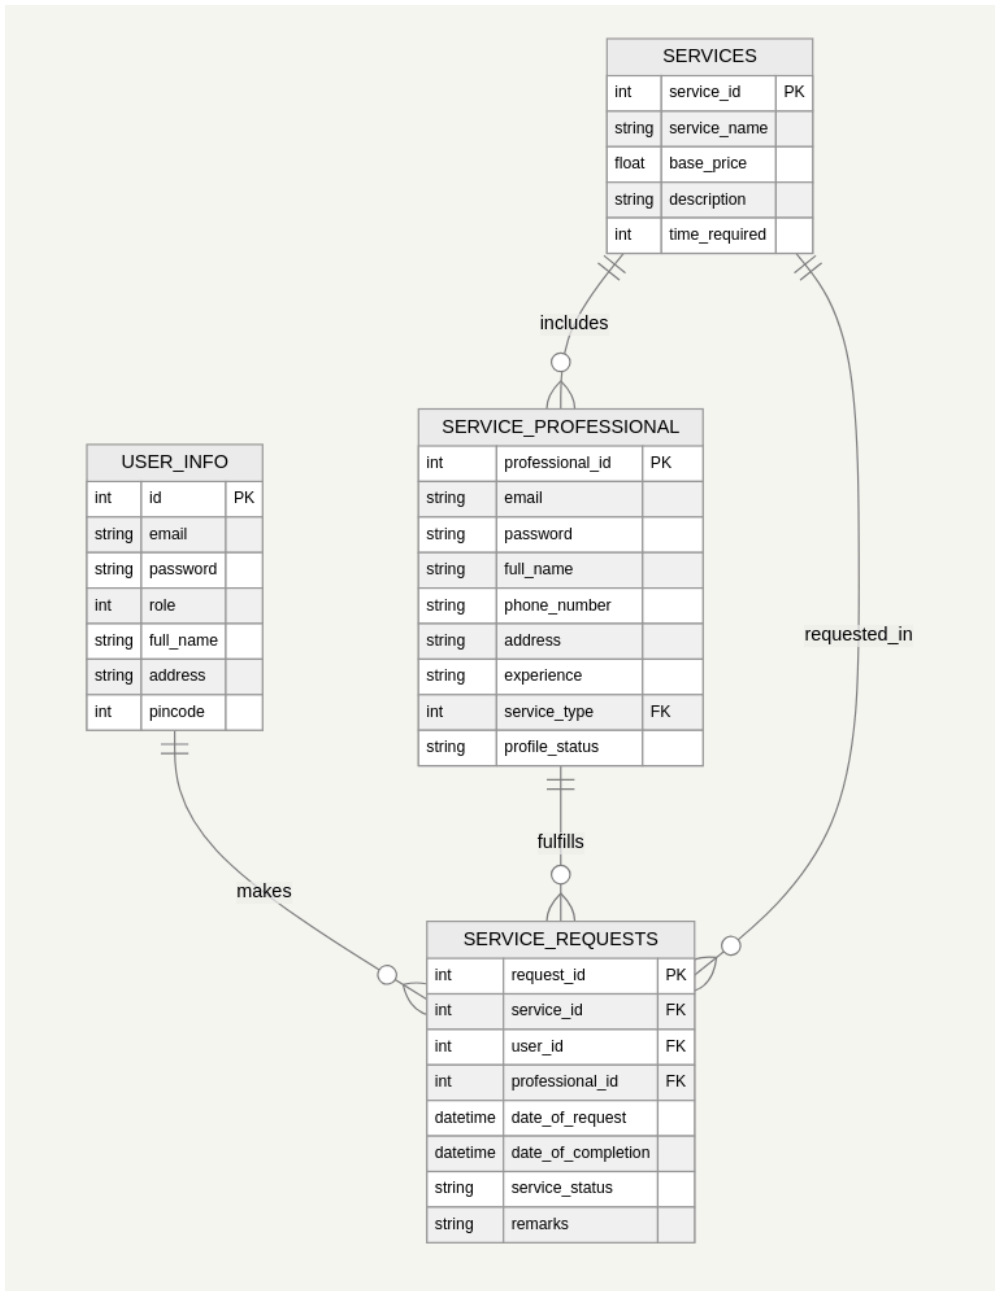 SERVICES
int service_id PK
string service_name
float base_price
string description
int time_required
includes
SERVICE_PROFESSIONAL
int professional_id PK
string email
string password
string full_name
string phone_number
string address
string experience
int service_type FK
string profile_status
USER_INFO
int id PK
string email
string password
int role
string full_name
string address
int pincode
requested_in
fulfills
makes
SERVICE_REQUESTS
int request_id PK
int service_id FK
int user_id FK
int professional_id FK
datetime date_of_request
datetime date_of_completion
string service_status
string remarks